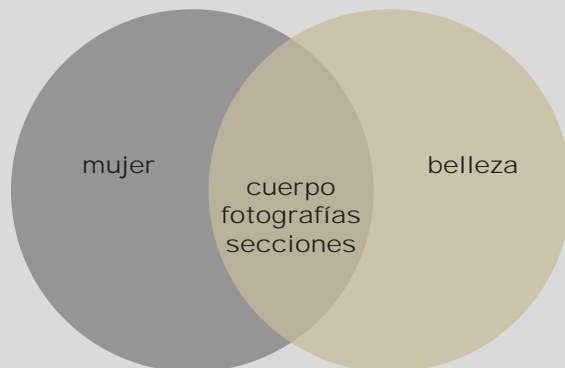 mujer
belleza
cuerpo
fotografías
secciones